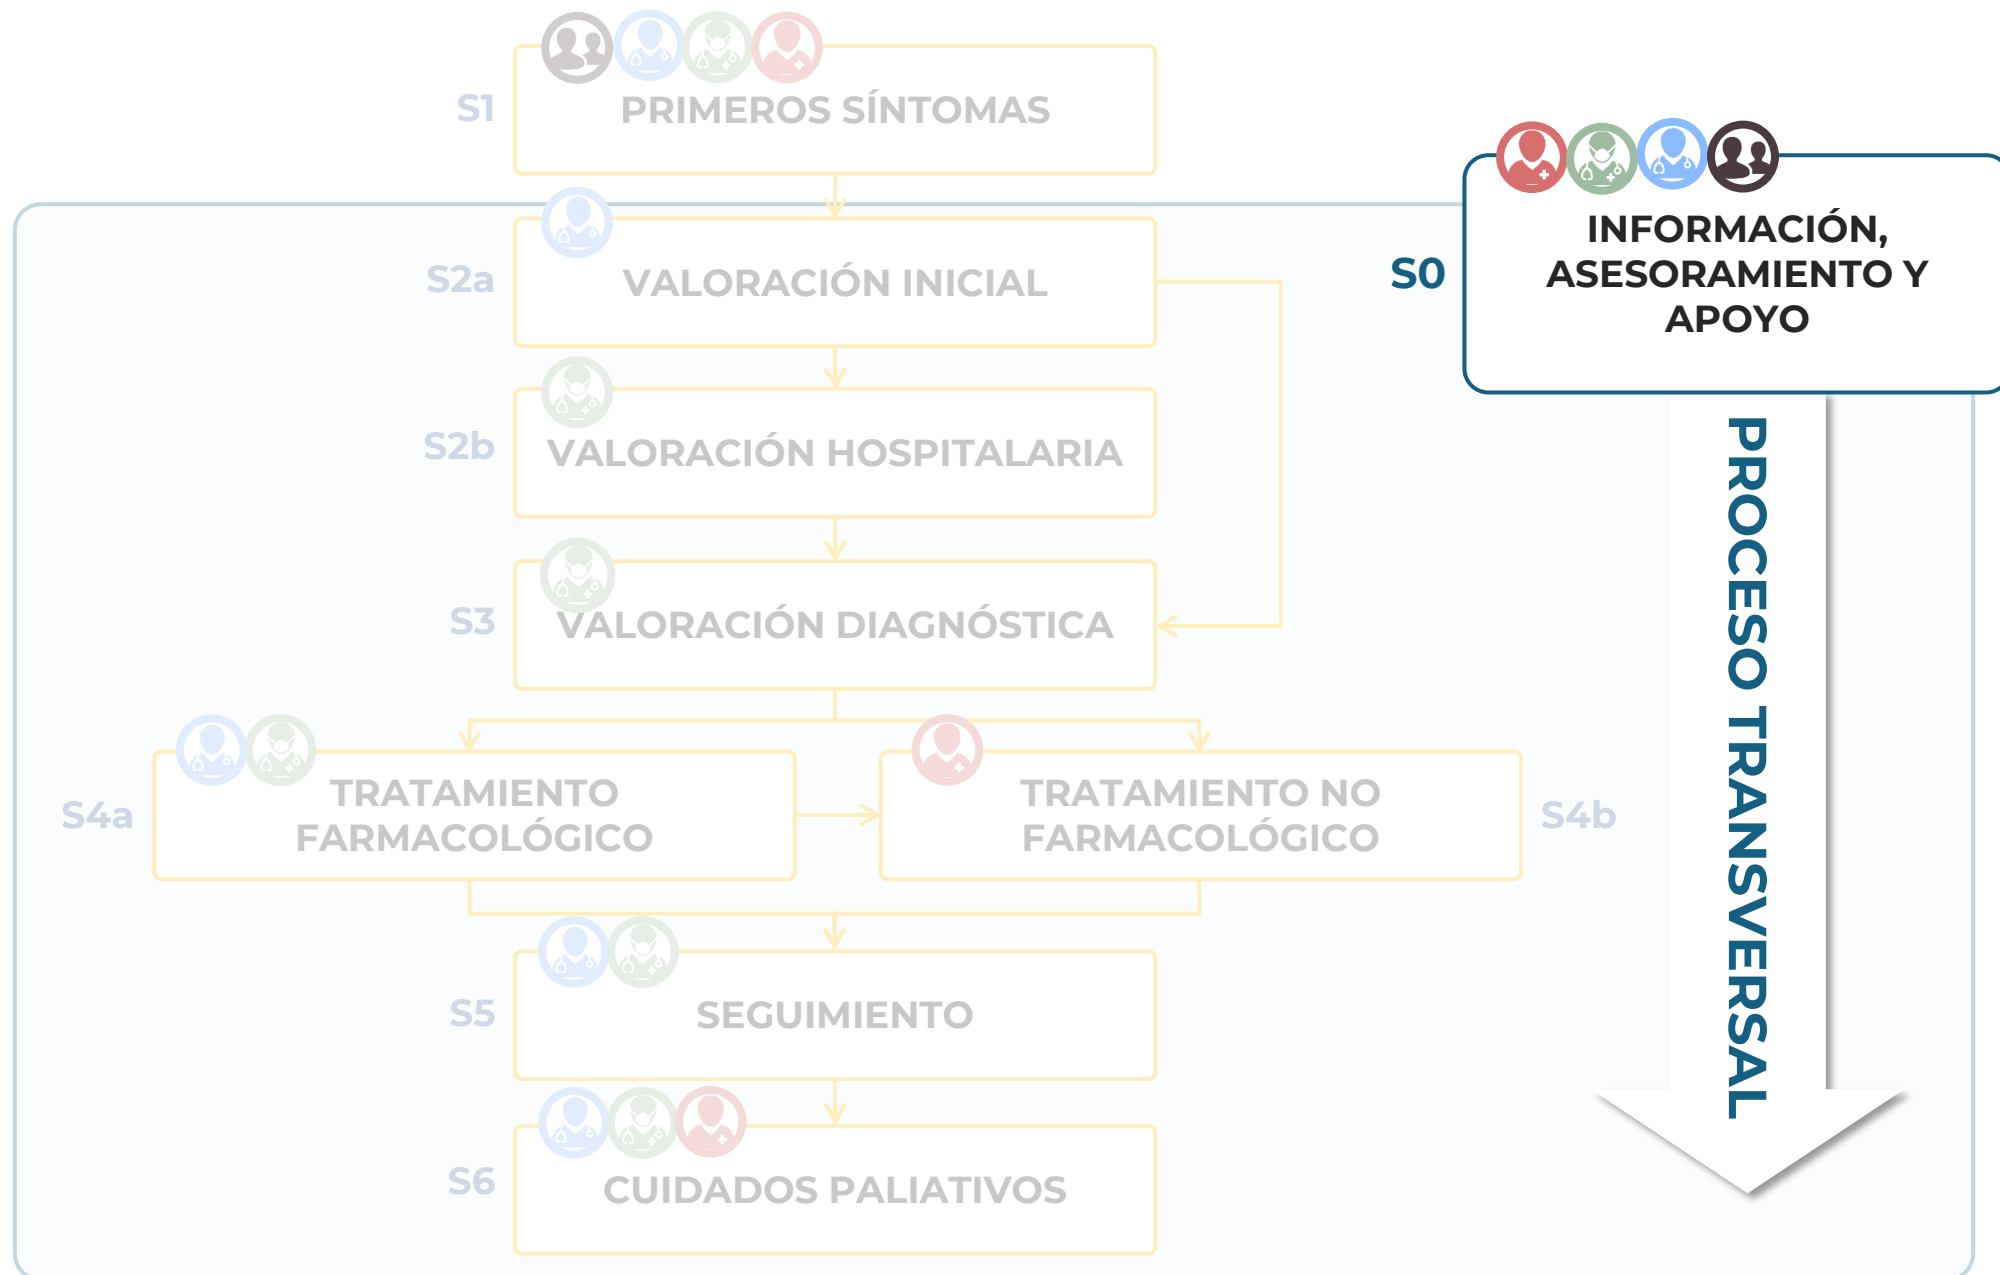 S1
PRIMEROS SÍNTOMAS
S0
INFORMACIÓN,
ASESORAMIENTO Y
APOYO
S2a
VALORACIÓN INICIAL
S2b
VALORACIÓN HOSPITALARIA
S3
VALORACIÓN DIAGNÓSTICA
S4a
TRATAMIENTO
FARMACOLÓGICO
TRATAMIENTO NO
FARMACOLÓGICO
S4b
S5
SEGUIMIENTO
S6
CUIDADOS PALIATIVOS
PROCESO TRANSVERSAL